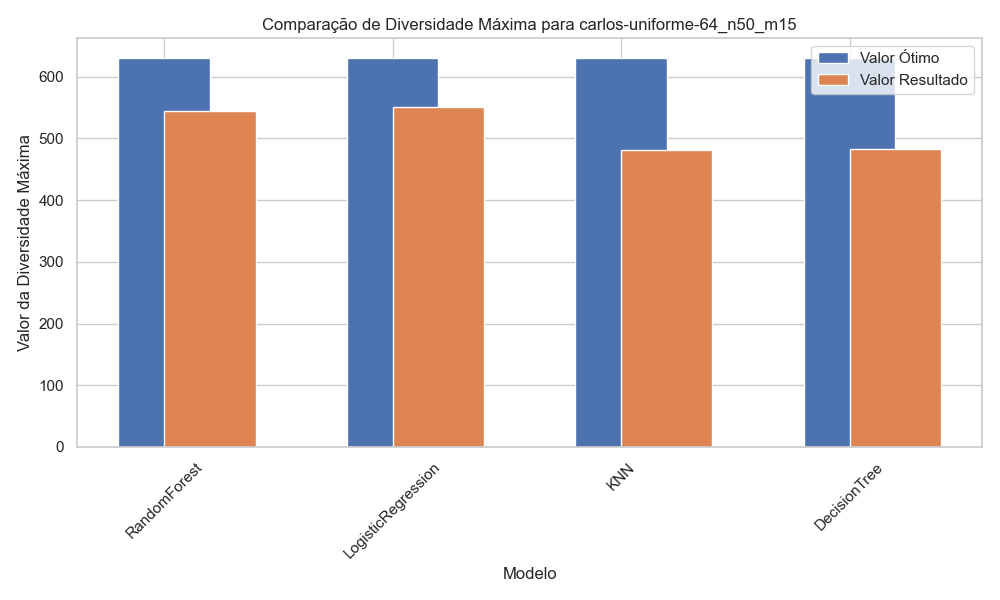 Comparação de Diversidade Máxima para carlos-uniforme-64_n50_m15
Valor Ótimo
Valor Resultado
Valor da Diversidade Máxima
600
500
400
300
200
100
0
RandomForest
LogisticRegression
KNN
DecisionTree
Modelo